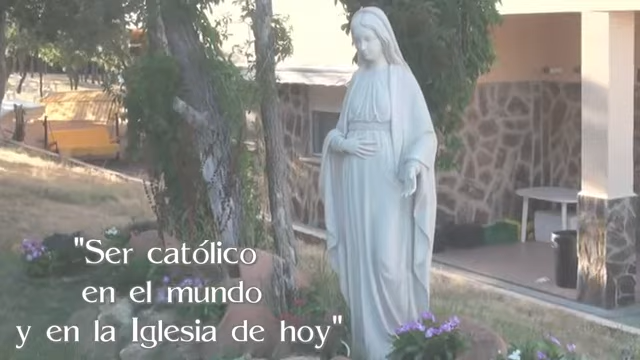 "Ser católico
en el mundo
y en la Iglesia de hoy"